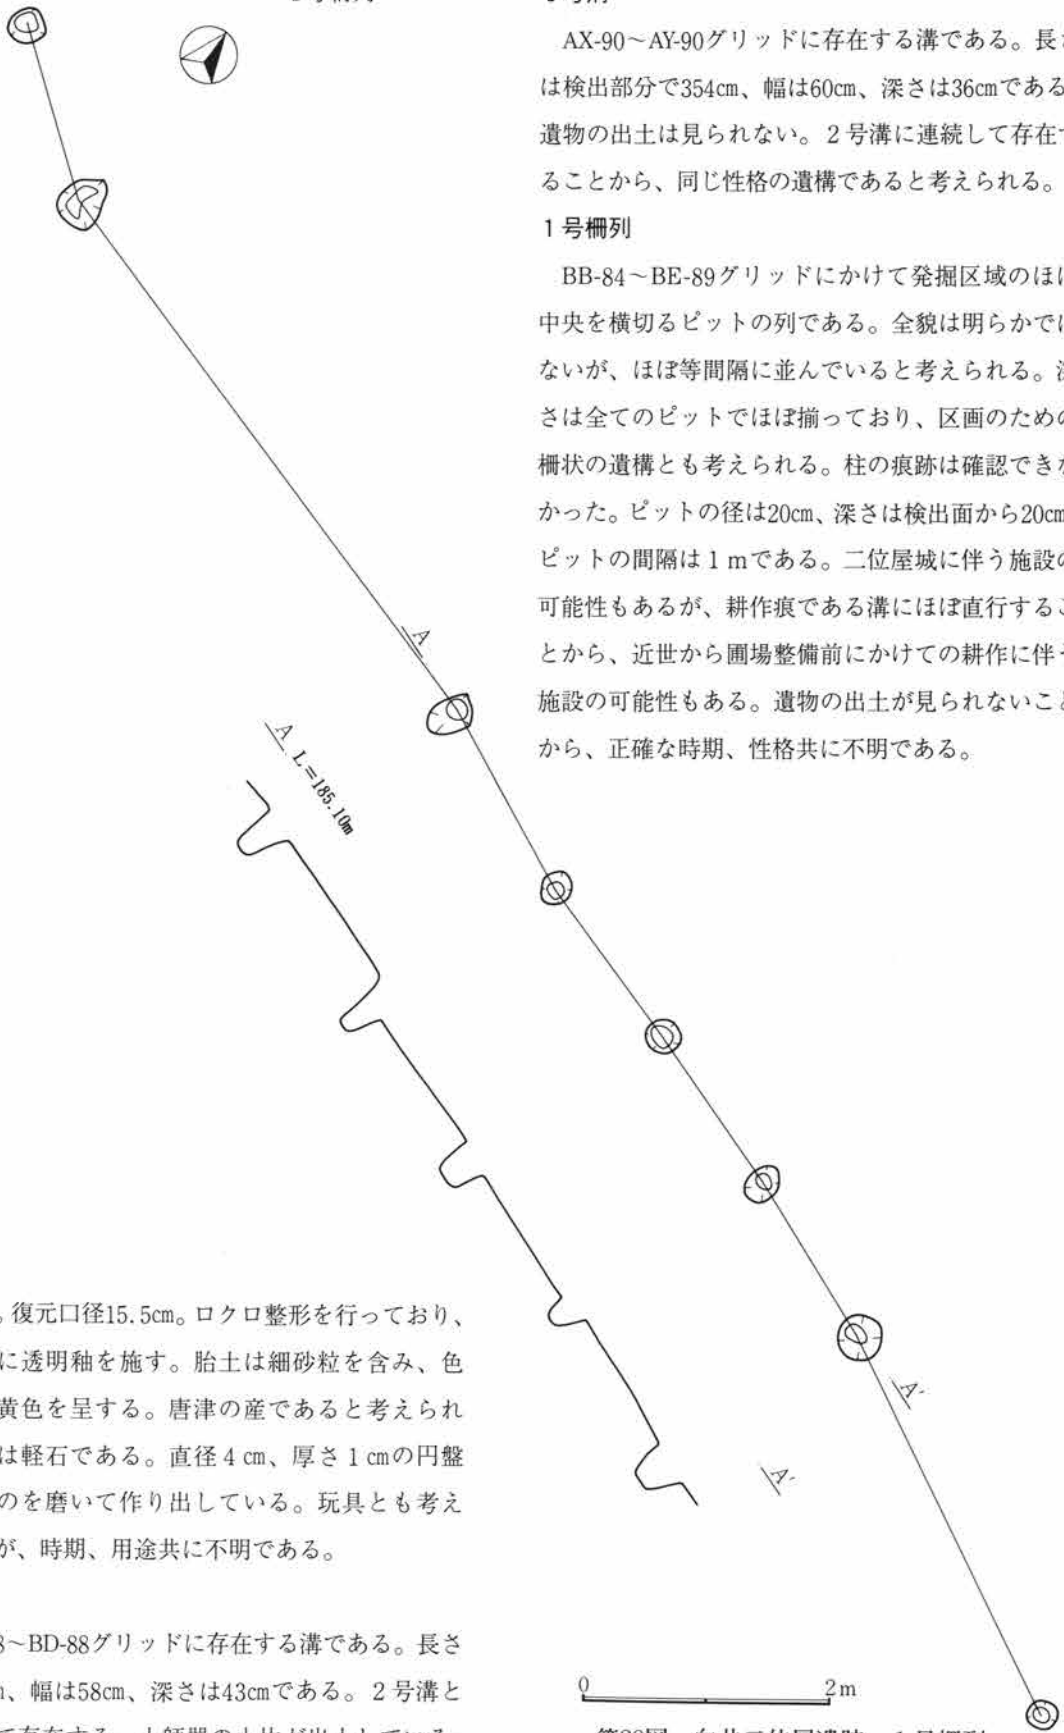 AX-90～AY-90グリッドに存在する溝である。長さ
は検出部分で354㎝、幅は60㎝、深さは36㎝である
遺物の出土は見られない。２号溝に連続して存在す
ることから、同じ性格の遺構であると考えられる。
１号柵列
BB-84～BE-89グリッドにかけて発掘区域のほぼ
中央を横切るピットの列である。全貌は明らかでは
ないが、ほぼ等間隔に並んでいると考えられる。深
さは全てのピットでほぼ揃っており、区画のための
柵状の遺構とも考えられる。柱の痕跡は確認できな
かった。ピットの径は20㎝、深さは検出面から20㎝
ピットの間隔は１ｍである。二位屋城に伴う施設の
可能性もあるが、耕作痕である溝にほぼ直行するこ
とから、近世から圃場整備前にかけての耕作に伴う
施設の可能性もある。遺物の出土が見られないこと
から、正確な時期、性格共に不明である。
A
A L＝185.10m
A′
A′
。復元口径15.5㎝。ロクロ整形を行っており、
に透明釉を施す。胎土は細砂粒を含み、色
黄色を呈する。唐津の産であると考えられ
は軽石である。直径４㎝、厚さ１㎝の円盤
のを磨いて作り出している。玩具とも考え
が、時期、用途共に不明である。
8～BD-88グリッドに存在する溝である。長さ
、幅は58㎝、深さは43㎝である。２号溝と
0 2m